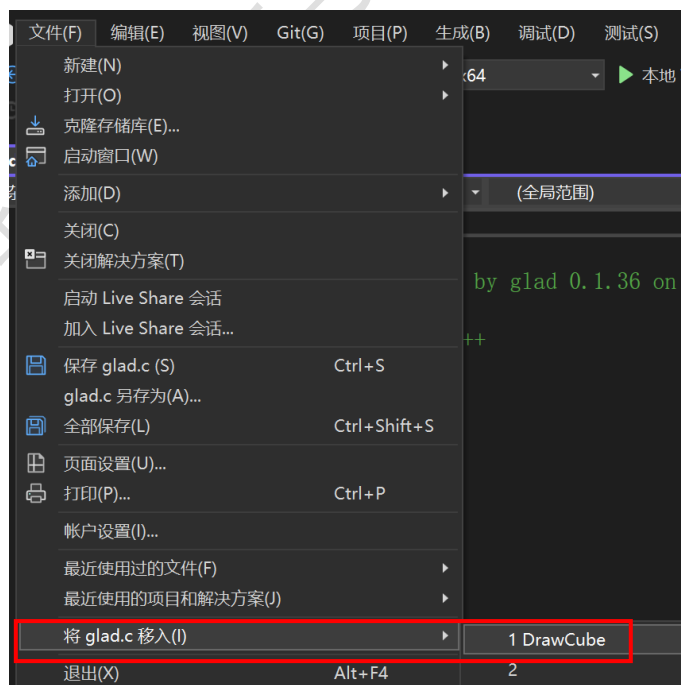 文件(F) 编辑(E) 视图(V) Git(G) 项目(P) 生成(B) 调试(D) 测试(S)
新建(N)
x64 本地
打开(O)
克隆存储库(E)...
启动窗口(W)
添加(D)
(全局范围)
关闭(C)
关闭解决方案(T)
by glad 0.1.36 on
启动 Live Share 会话
加入 Live Share 会话...
++
保存 glad.c (S) Ctrl+S
glad.c 另存为(A)...
全部保存(L) Ctrl+Shift+S
页面设置(U)...
打印(P)... Ctrl+P
帐户设置(I)...
最近使用过的文件(F)
最近使用的项目和解决方案(J)
将 glad.c 移入(I) 1 DrawCube
退出(X) Alt+F4 2